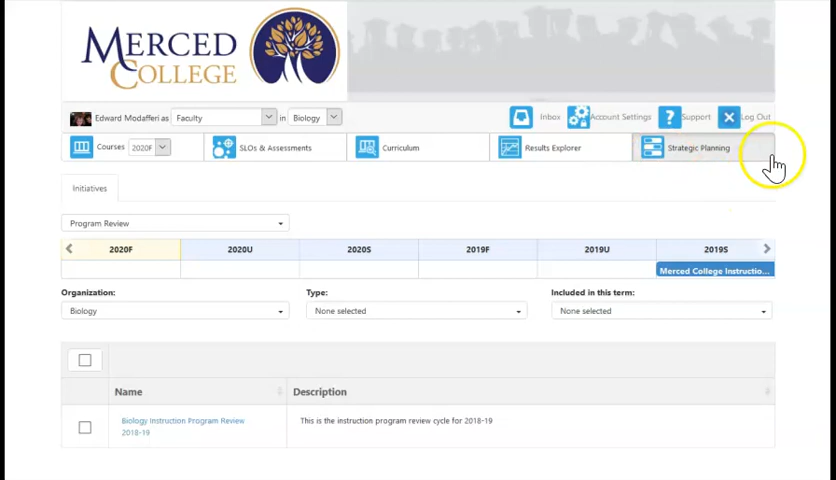 MERCED
COLLEGE
Edward Modafferi as Faculty in Biology Inbox Account Settings Support Log Out
Courses 2020F SLOs & Assessments Curriculum Results Explorer Strategic Planning
Initiatives
Program Review
2020F 2020U 2020S 2019F 2019U 2019S
Merced College Instructio...
Organization: Type: Included in this term:
Biology None selected None selected
Name Description
Biology Instruction Program Review This is the instruction program review cycle for 2018-19
2018-19